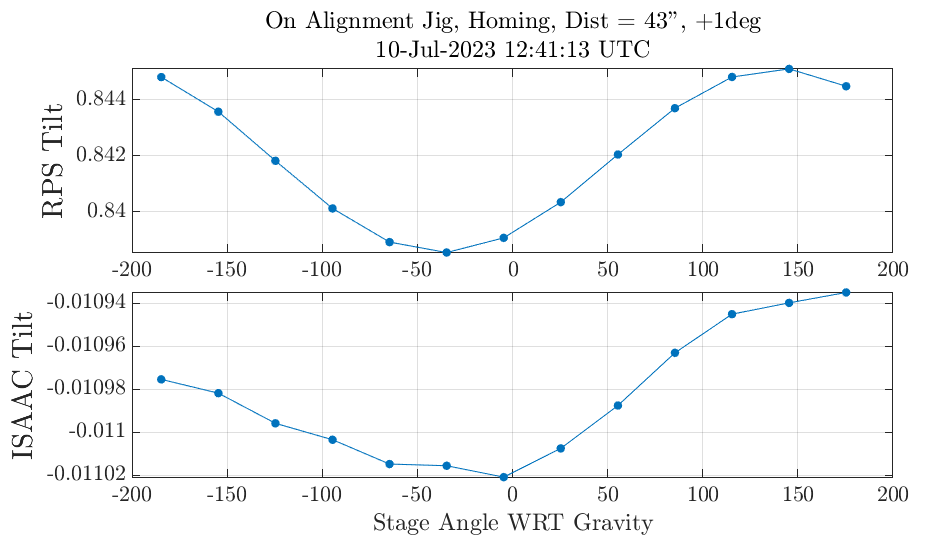 On Alignment Jig, Homing, Dist = 43”, +1deg
10-Jul-2023 12:41:13 UTC
RPS Tilt
0.844
0.842
0.84
-200 -150 -100 -50 0 50 100 150 200
ISAAC Tilt
-0.01094
-0.01096
-0.01098
-0.011
-0.01102
-200 -150 -100 -50 0 50 100 150 200
Stage Angle WRT Gravity